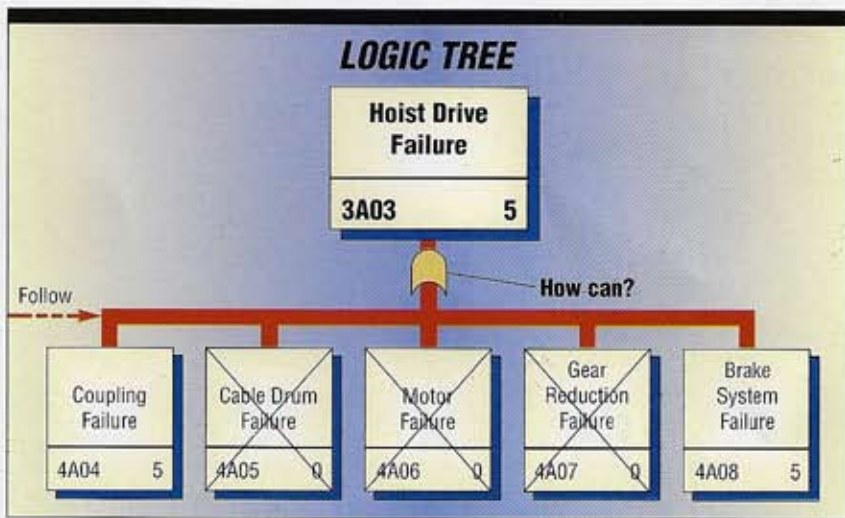 LOGIC TREE
Hoist Drive
Failure
3A03 5
How can?
Follow
Coupling
Failure
4A04 5
Cable Drum
Failure
4A05 0
Motor
Failure
4A06 0
Gear
Reduction
Failure
4A07 0
Brake
System
Failure
4A08 5